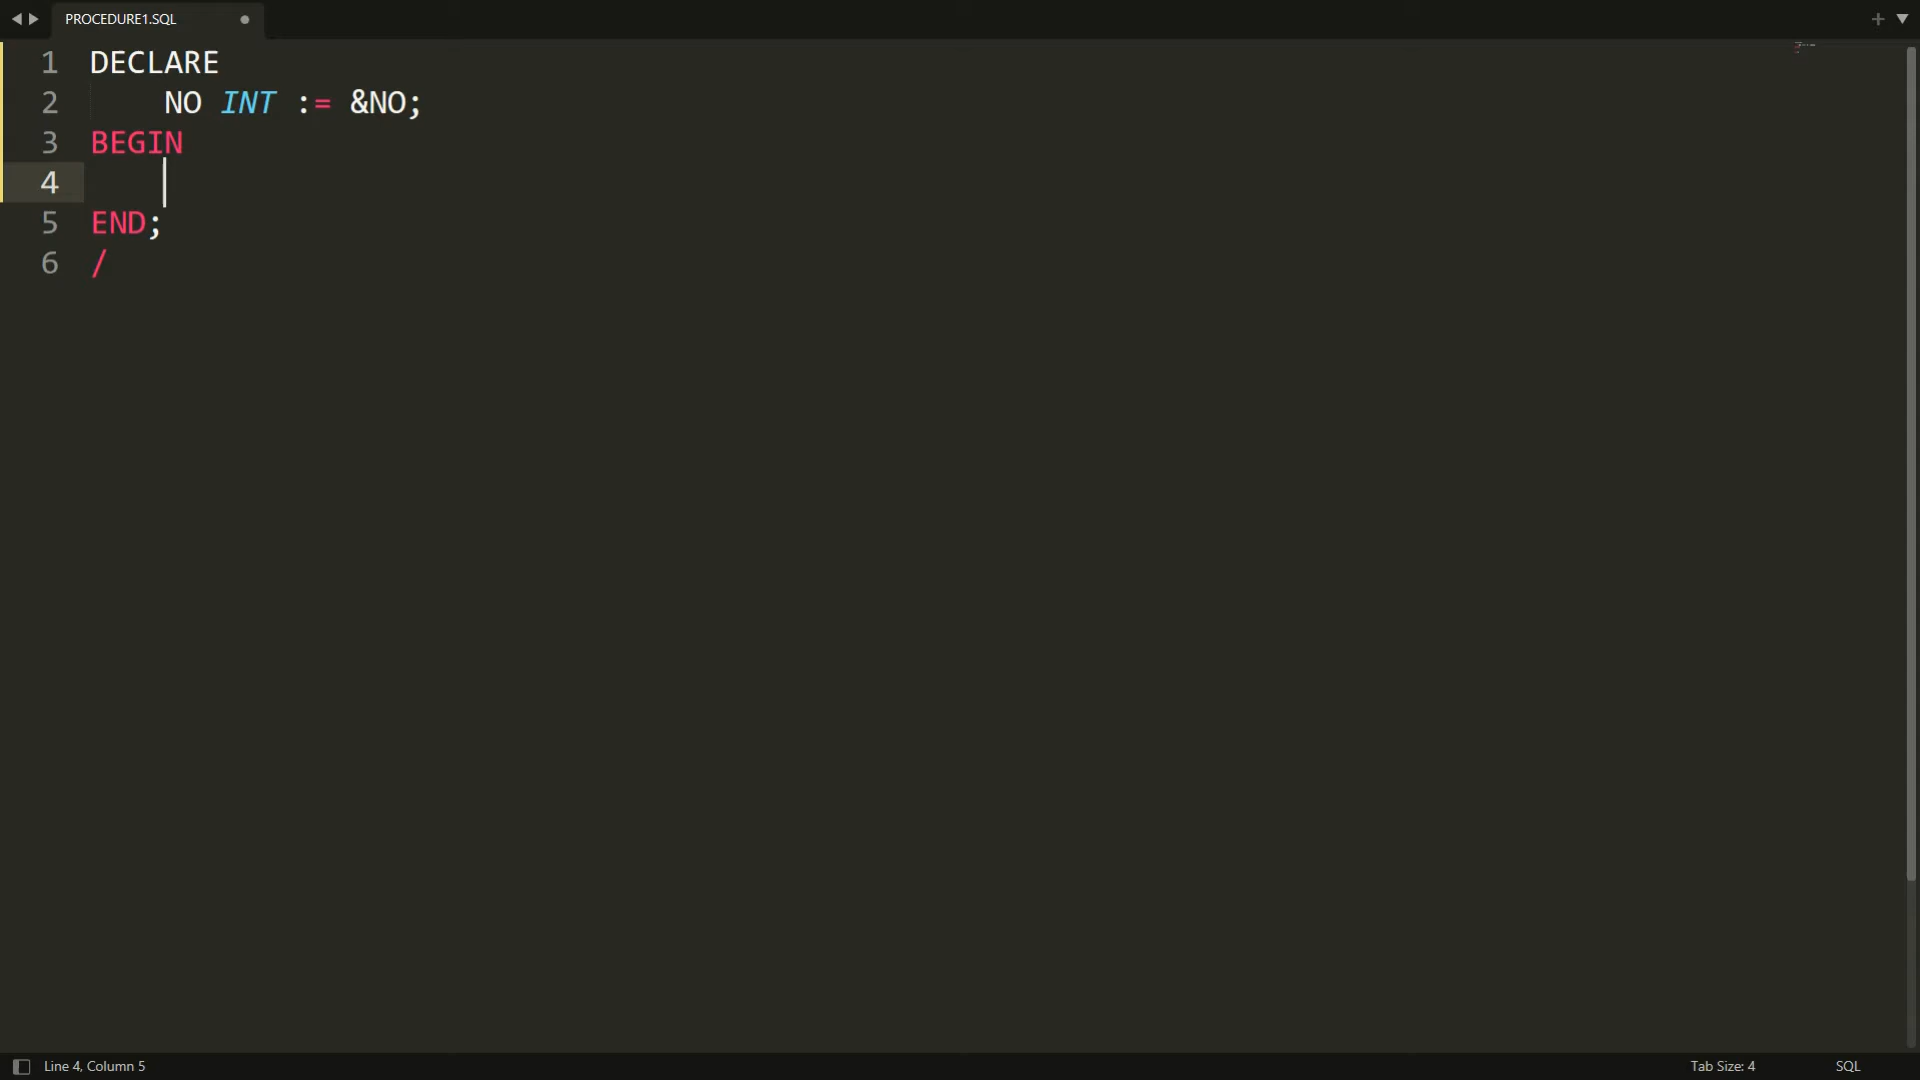 PROCEDURE1.SQL
1 DECLARE
2 NO INT := &NO;
3 BEGIN
4
5 END;
6 /
Line 4, Column 5
Tab Size: 4
SQL